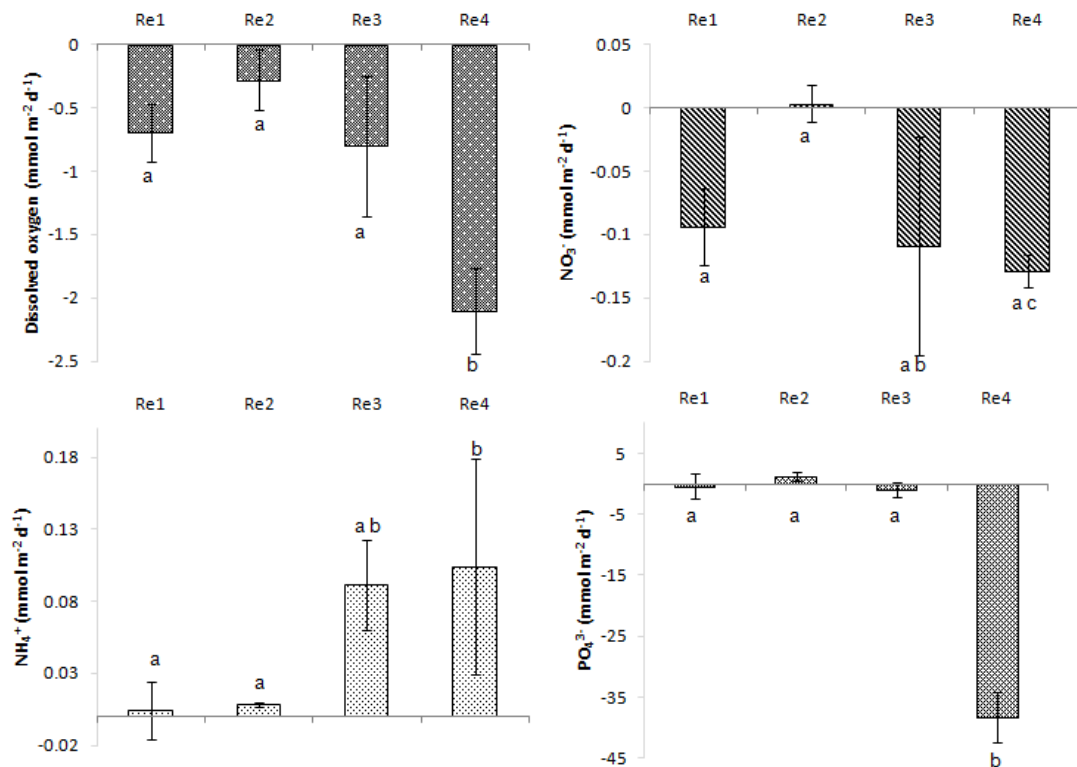 Re1 Re2 Re3 Re4
0
-0.5
-1
-1.5
-2
-2.5
Dissolved oxygen (mmol m⁻² d⁻¹)
a
a
a
b
Re1 Re2 Re3 Re4
0.05
0
-0.05
-0.1
-0.15
-0.2
NO₃⁻ (mmol m⁻² d⁻¹)
a
a
a b
a c
Re1 Re2 Re3 Re4
0.18
0.13
0.08
0.03
-0.02
NH₄⁺ (mmol m⁻² d⁻¹)
a
a
a b
b
Re1 Re2 Re3 Re4
5
-5
-15
-25
-35
-45
PO₄³⁻ (mmol m⁻² d⁻¹)
a
a
a
b